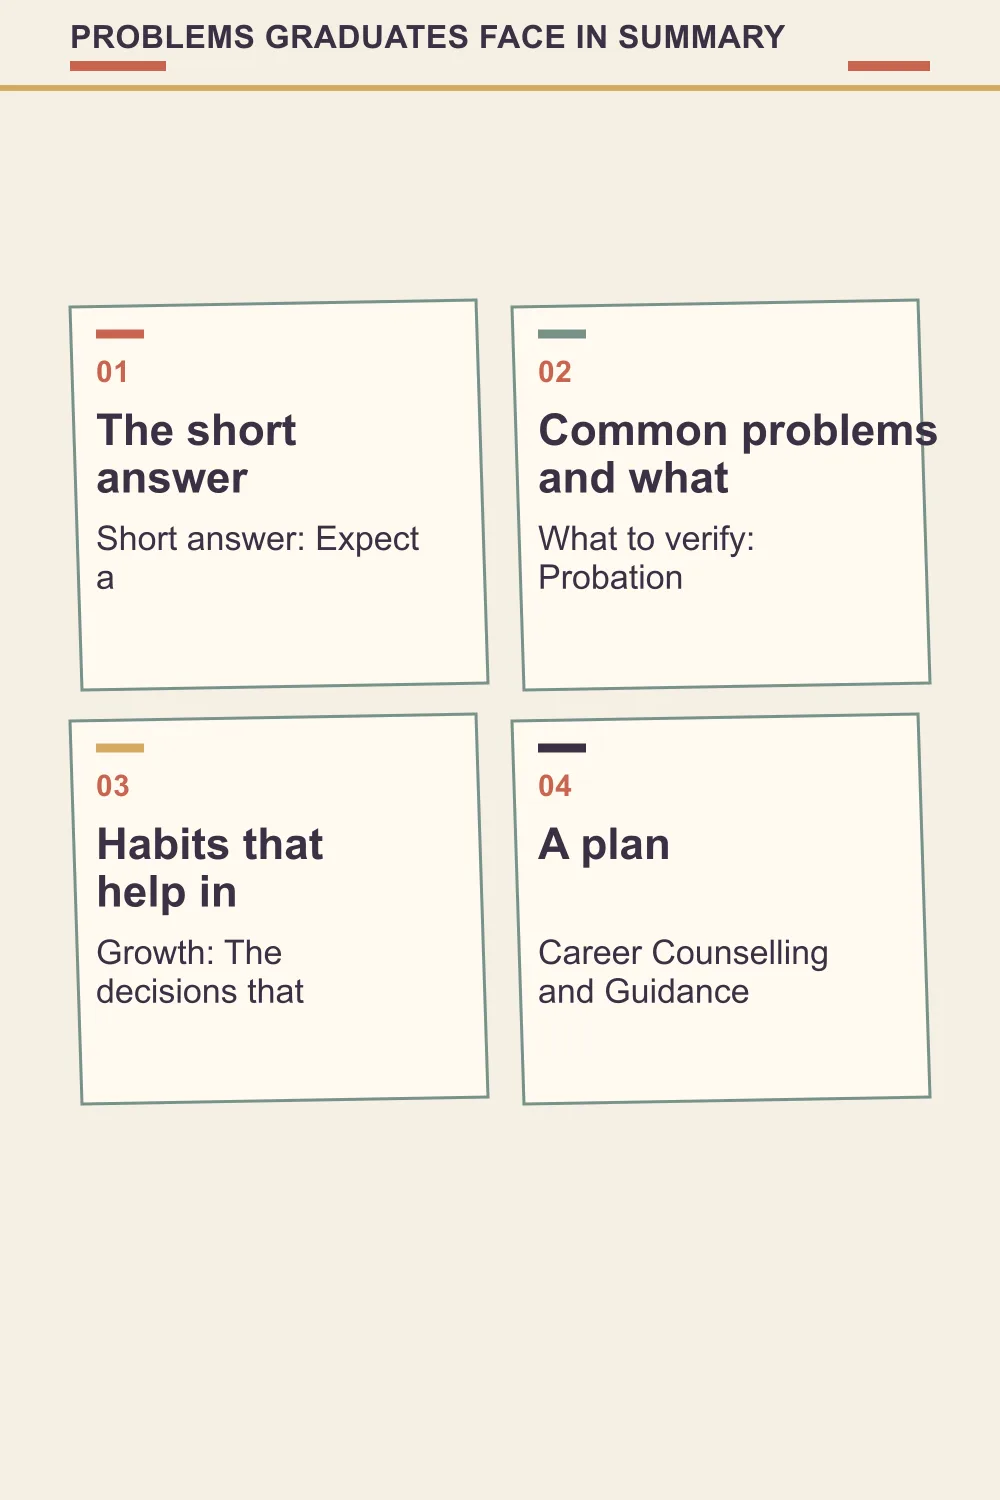 PROBLEMS GRADUATES FACE IN SUMMARY
01
The short
answer
Short answer: Expect
a
02
Common problems
and what
What to verify:
Probation
03
Habits that
help in
Growth: The
decisions that
04
A plan
Career Counselling
and Guidance